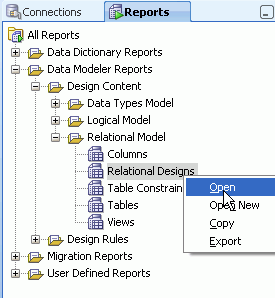 Connections
Reports
All Reports
Data Dictionary Reports
Data Modeler Reports
Design Content
Data Types Model
Logical Model
Relational Model
Columns
Relational Designs
Table Constrain
Open
Tables
Open New
Views
Copy
Design Rules
Export
Migration Reports
User Defined Reports